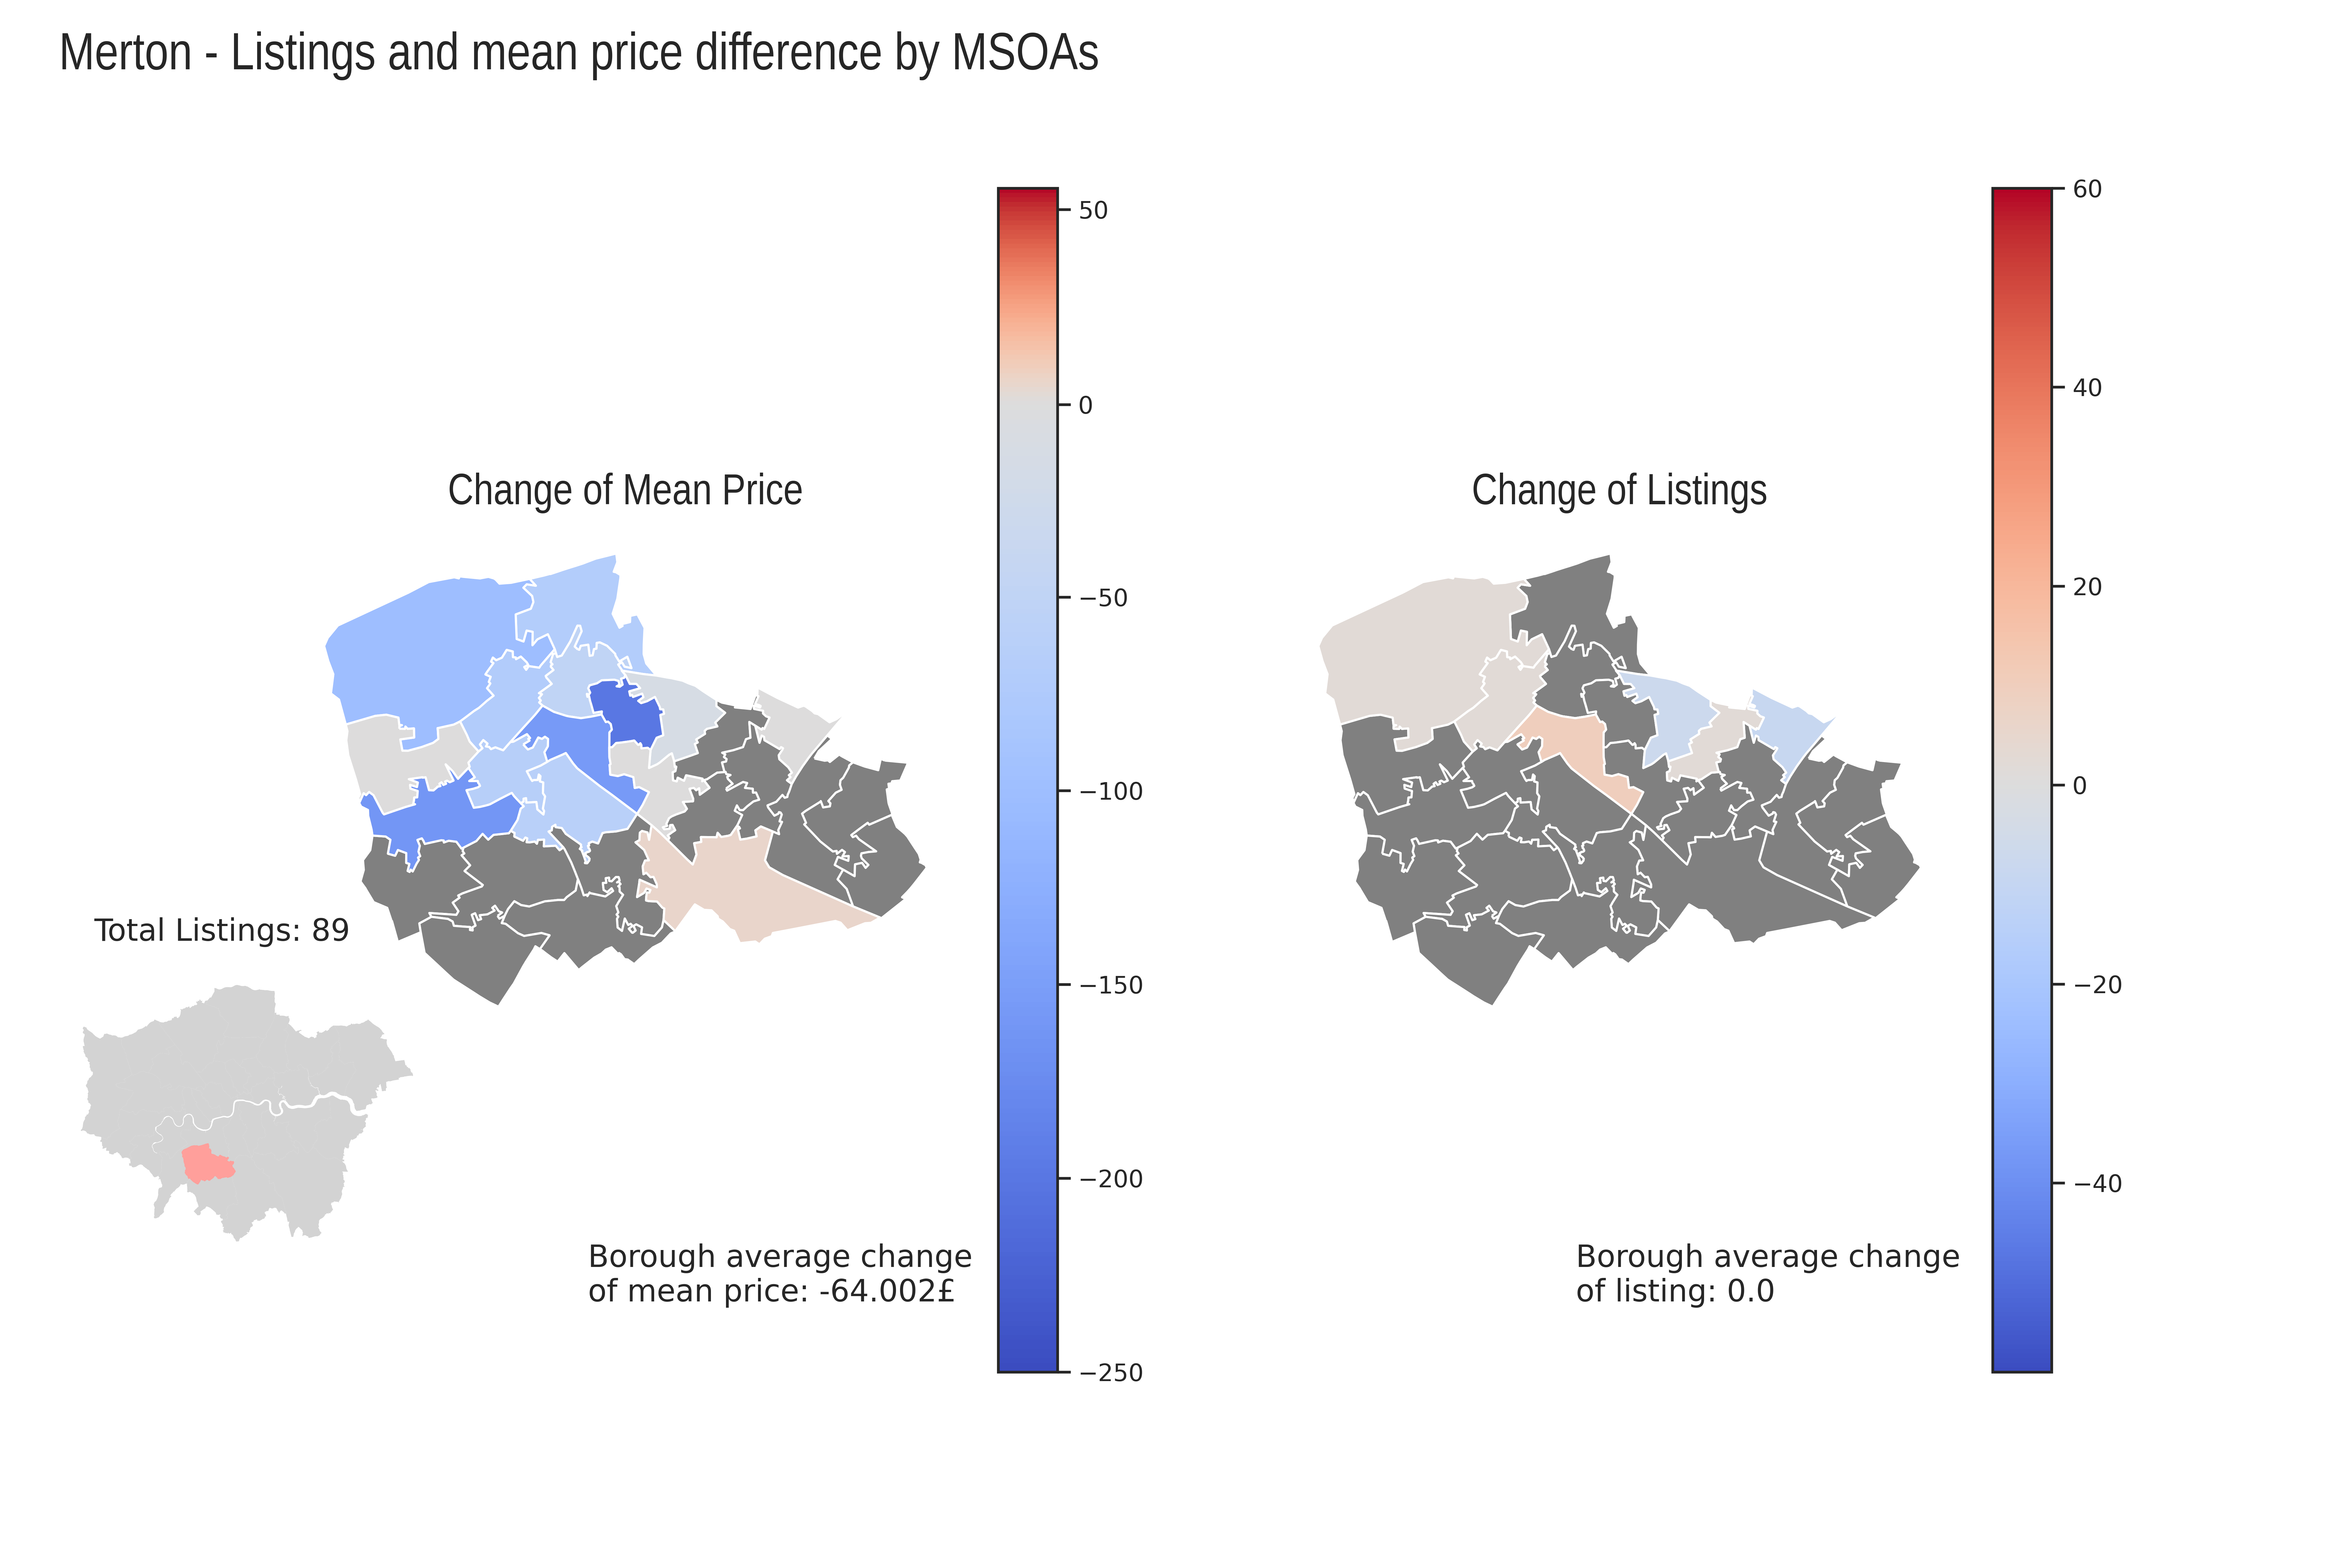 Merton - Listings and mean price difference by MSOAs
Change of Mean Price
50
0
−50
−100
−150
−200
−250
Total Listings: 89
Borough average change
of mean price: -64.002£
Change of Listings
60
40
20
0
−20
−40
Borough average change
of listing: 0.0